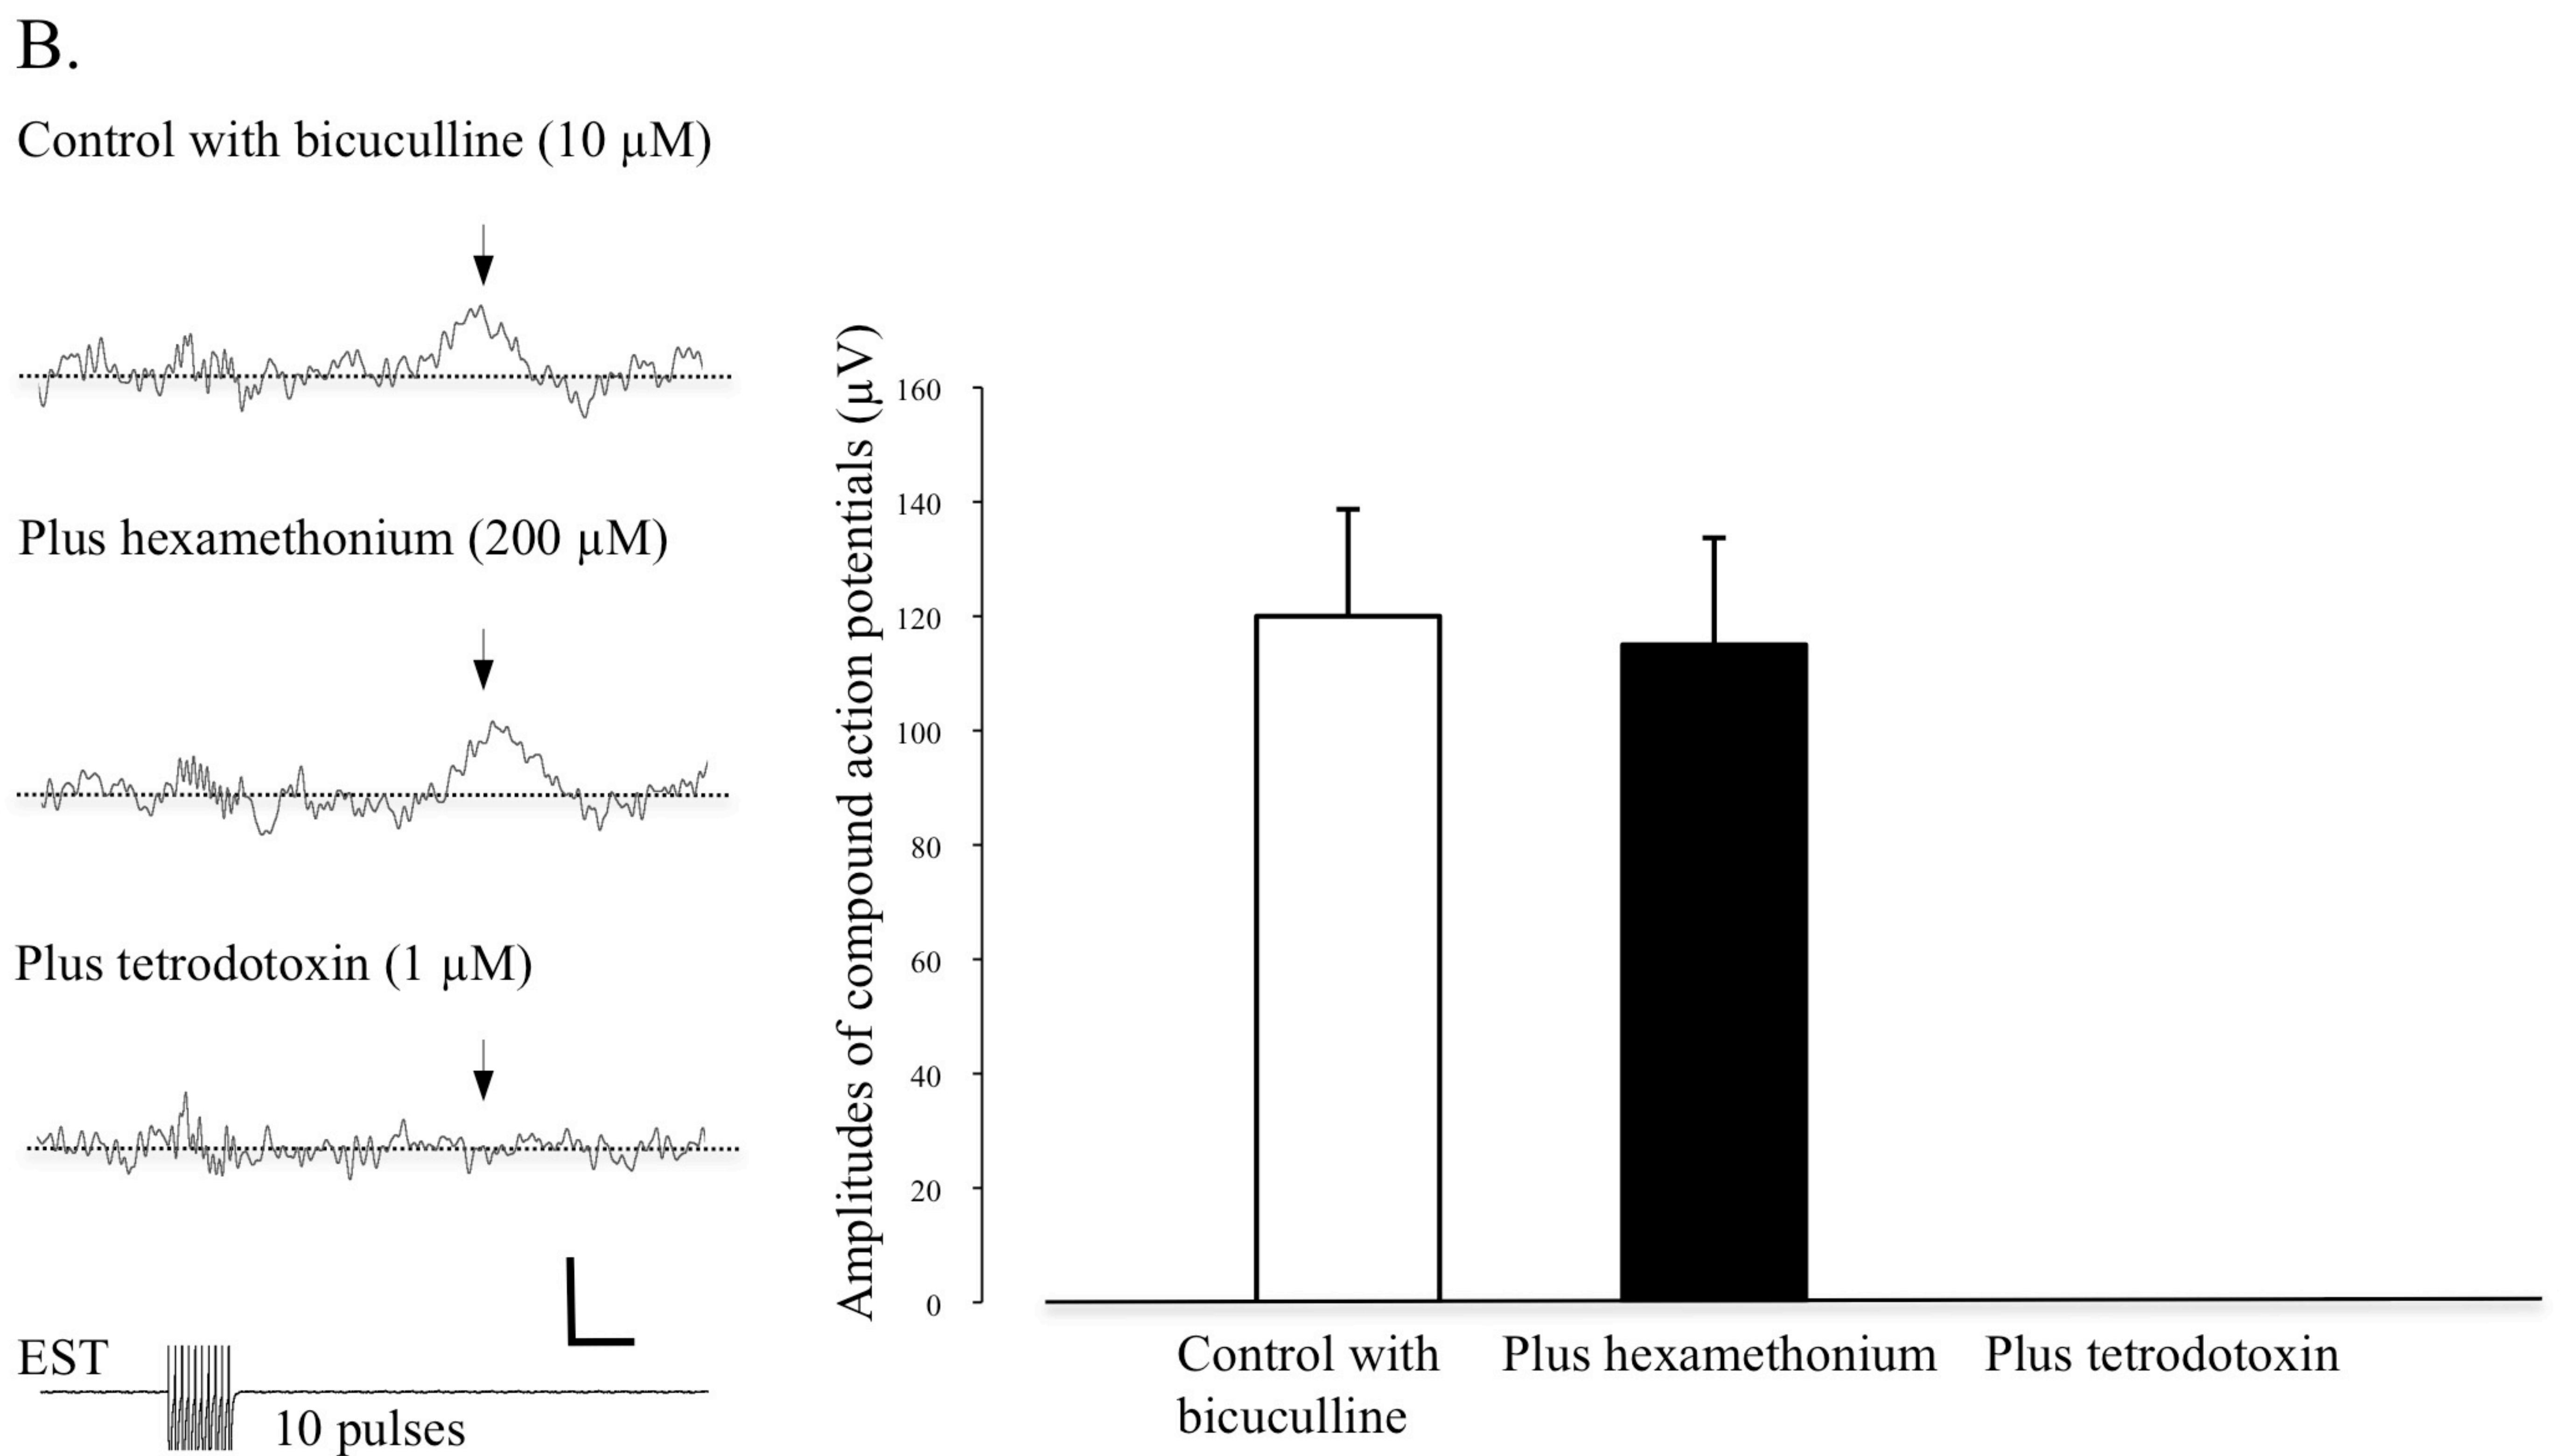 B.
Control with bicuculline (10 µM)
Plus hexamethonium (200 µM)
Plus tetrodotoxin (1 µM)
EST
10 pulses
Amplitudes of compound action potentials (µV)
160
140
120
100
80
60
40
20
0
Control with
bicuculline
Plus hexamethonium
Plus tetrodotoxin